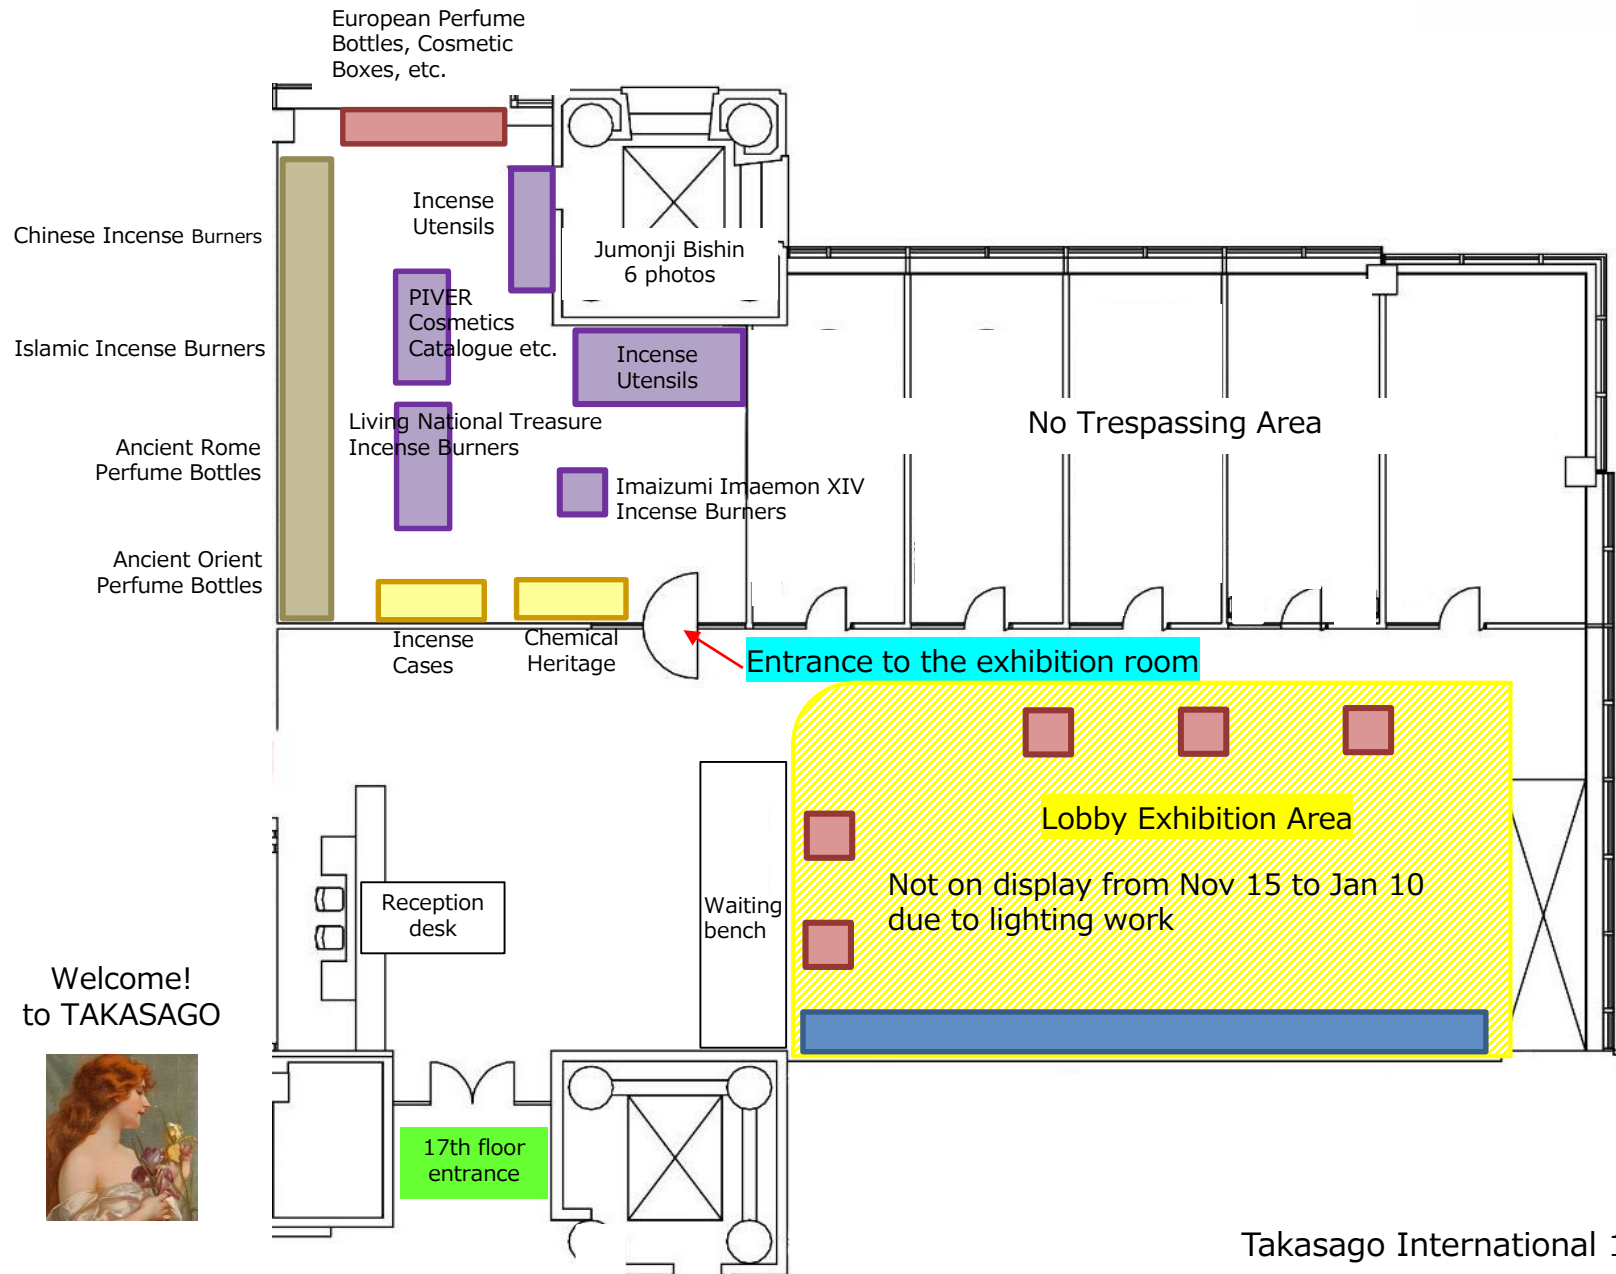 European Perfume
Bottles, Cosmetic
Boxes, etc.
Incense
Utensils
Chinese Incense Burners
Jumonji Bishin
6 photos
PIVER
Cosmetics
Catalogue etc.
Islamic Incense Burners
Incense
Utensils
Living National Treasure
Incense Burners
No Trespassing Area
Ancient Rome
Perfume Bottles
Imaizumi Imaemon XIV
Incense Burners
Ancient Orient
Perfume Bottles
Incense
Cases
Chemical
Heritage
Entrance to the exhibition room
Lobby Exhibition Area
Not on display from Nov 15 to Jan 10
due to lighting work
Reception
desk
Waiting
bench
Welcome!
to TAKASAGO
17th floor
entrance
Takasago International